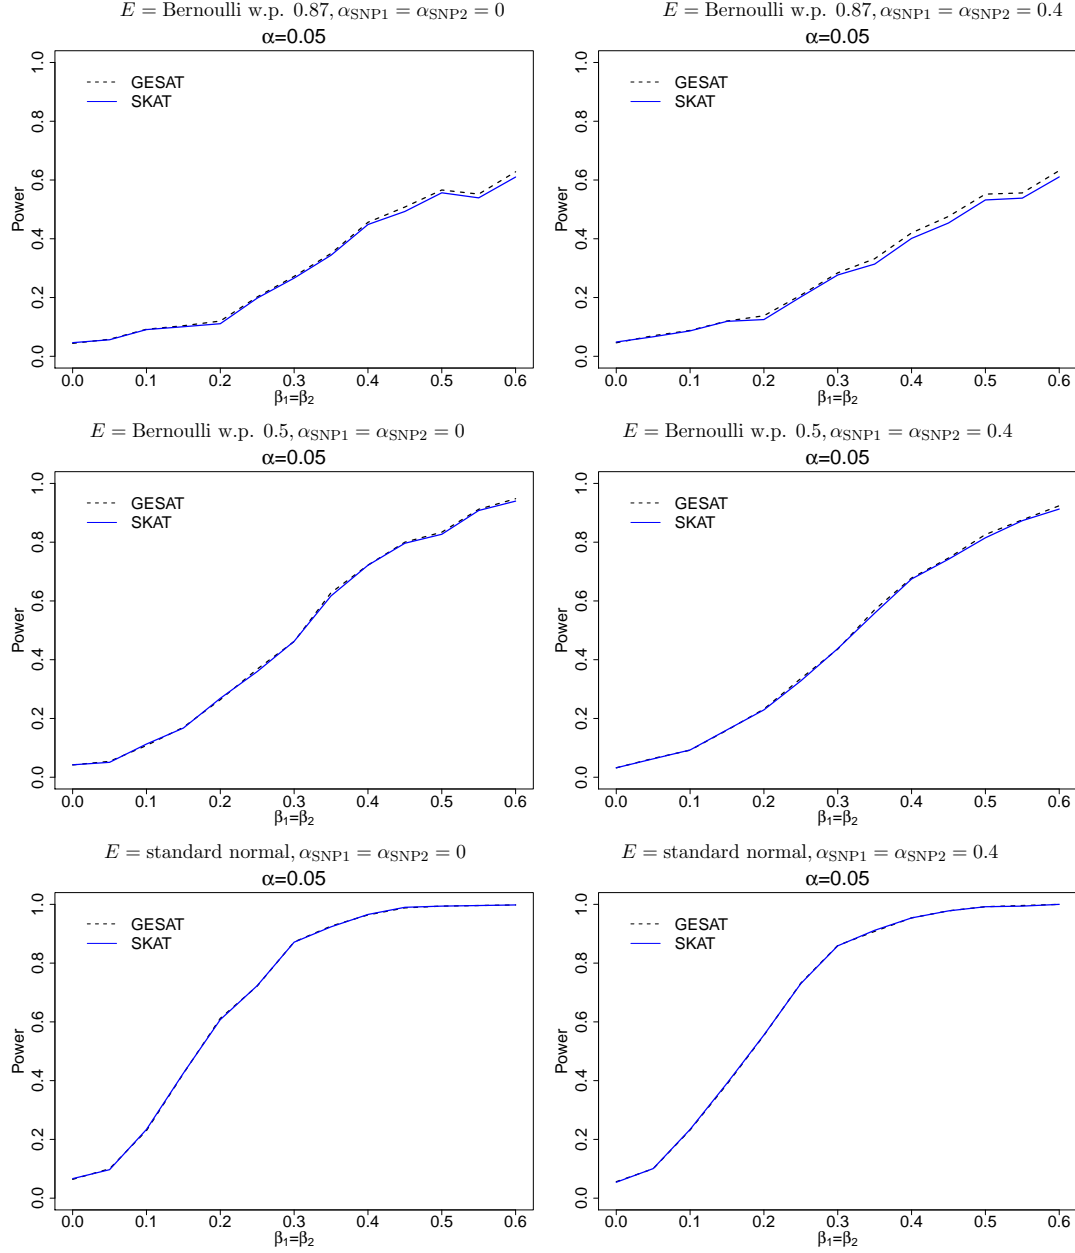 E = Bernoulli w.p. 0.87, α_SNP1 = α_SNP2 = 0
α=0.05
GESAT
SKAT
Power
0.0 0.2 0.4 0.6 0.8 1.0
0.0 0.1 0.2 0.3 0.4 0.5 0.6
β₁=β₂
E = Bernoulli w.p. 0.87, α_SNP1 = α_SNP2 = 0.4
α=0.05
GESAT
SKAT
Power
0.0 0.2 0.4 0.6 0.8 1.0
0.0 0.1 0.2 0.3 0.4 0.5 0.6
β₁=β₂
E = Bernoulli w.p. 0.5, α_SNP1 = α_SNP2 = 0
α=0.05
GESAT
SKAT
Power
0.0 0.2 0.4 0.6 0.8 1.0
0.0 0.1 0.2 0.3 0.4 0.5 0.6
β₁=β₂
E = Bernoulli w.p. 0.5, α_SNP1 = α_SNP2 = 0.4
α=0.05
GESAT
SKAT
Power
0.0 0.2 0.4 0.6 0.8 1.0
0.0 0.1 0.2 0.3 0.4 0.5 0.6
β₁=β₂
E = standard normal, α_SNP1 = α_SNP2 = 0
α=0.05
GESAT
SKAT
Power
0.0 0.2 0.4 0.6 0.8 1.0
0.0 0.1 0.2 0.3 0.4 0.5 0.6
β₁=β₂
E = standard normal, α_SNP1 = α_SNP2 = 0.4
α=0.05
GESAT
SKAT
Power
0.0 0.2 0.4 0.6 0.8 1.0
0.0 0.1 0.2 0.3 0.4 0.5 0.6
β₁=β₂